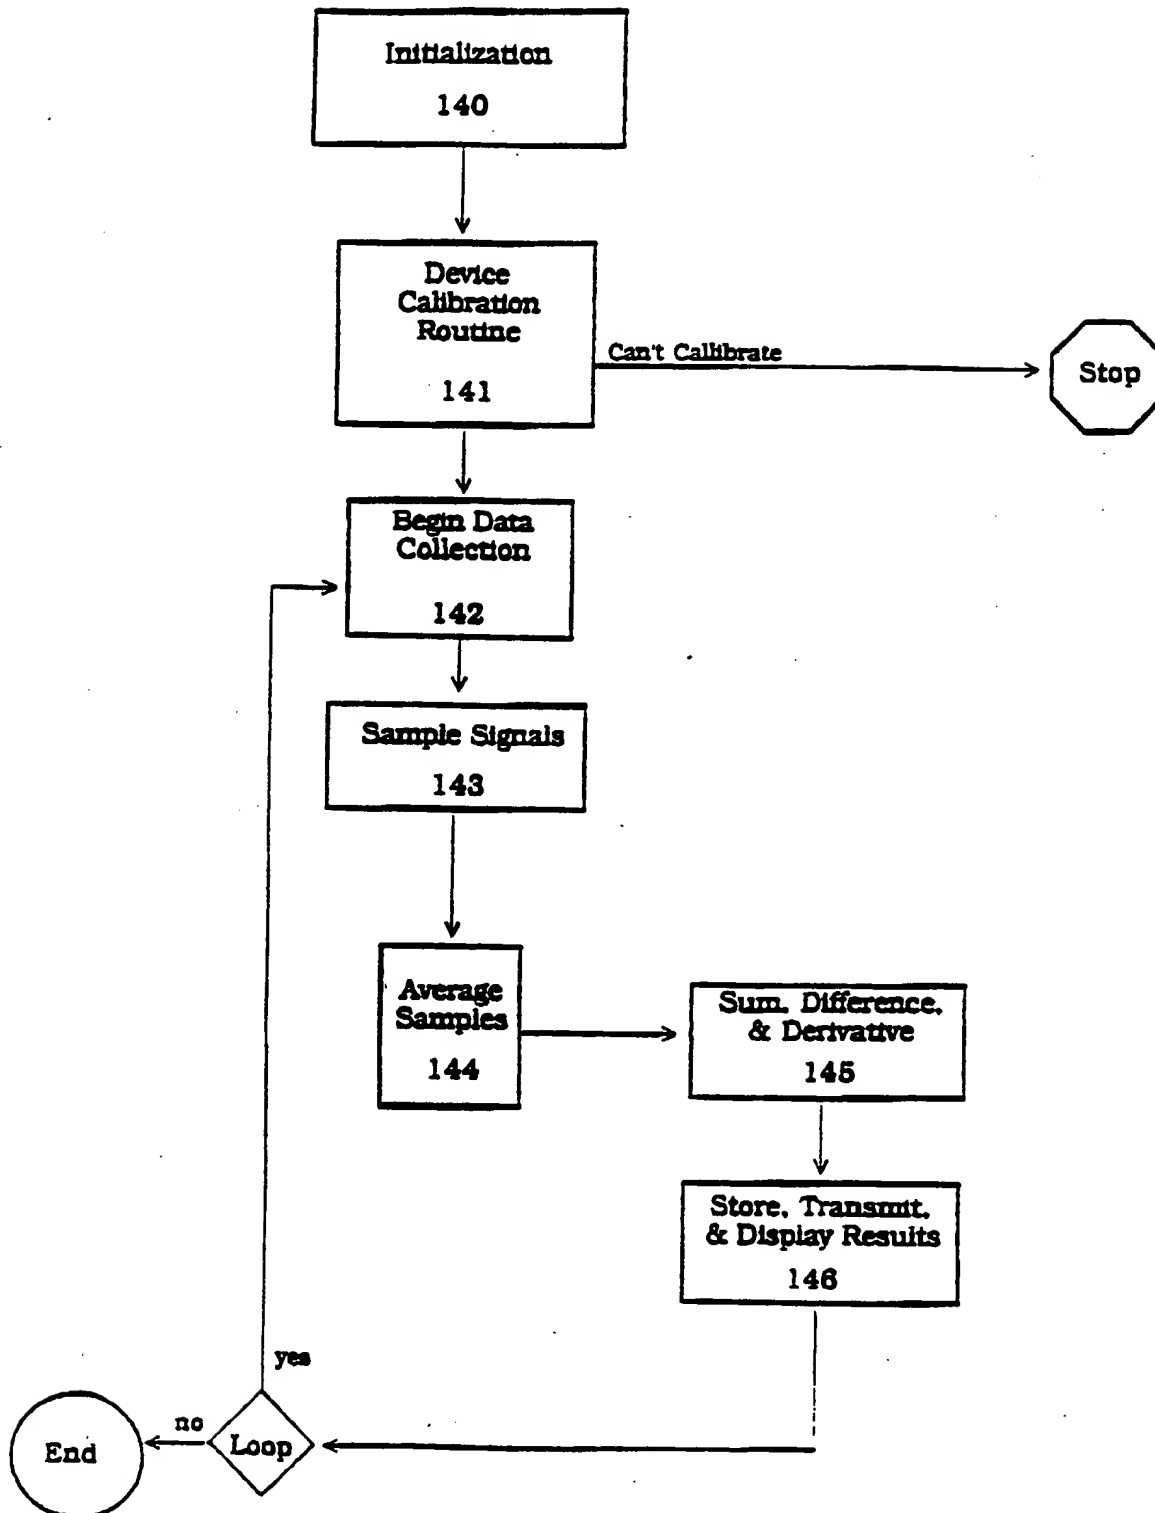 Initialization
140
Device
Calibration
Routine
141
Can't Callibrate
Stop
Begin Data
Collection
142
Sample Signals
143
Average
Samples
144
Sum, Difference,
& Derivative
145
Store, Transmit,
& Display Results
146
yes
no
Loop
End